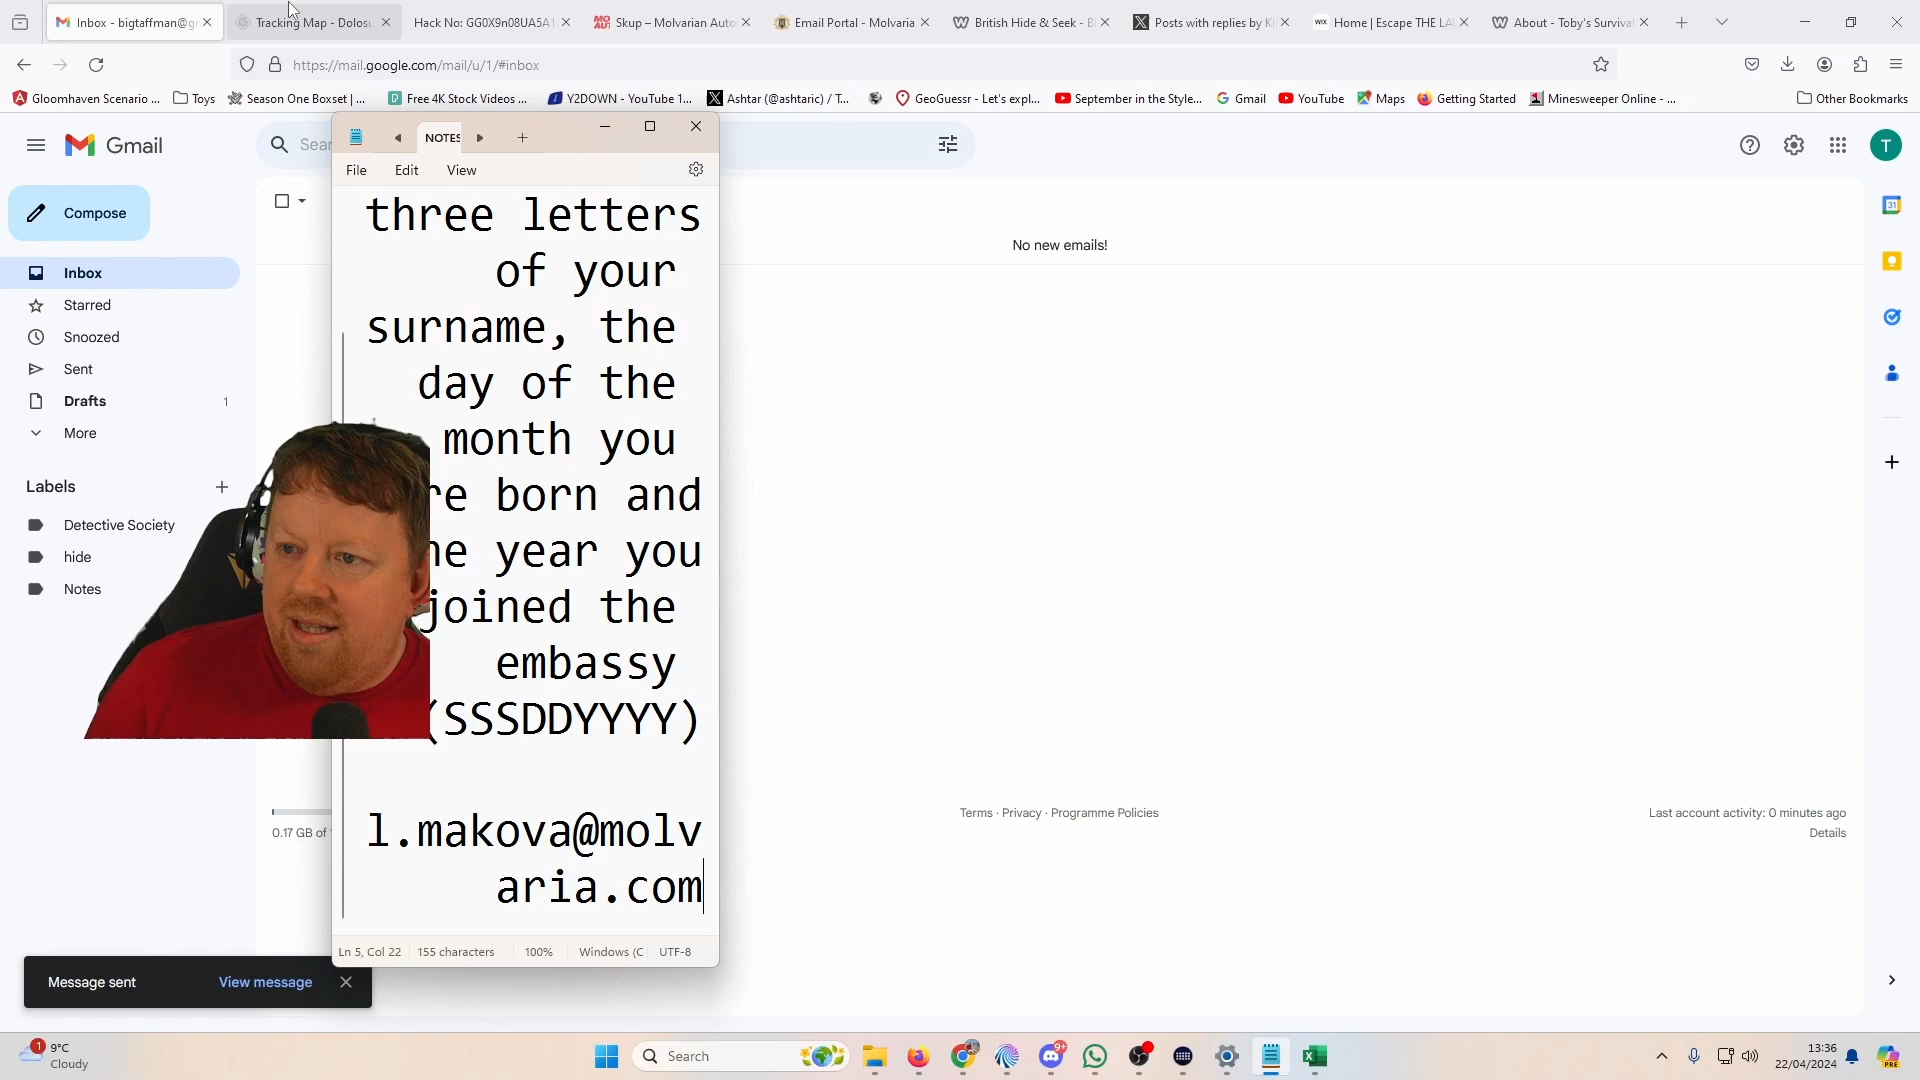 Inbox - bigtaffman@g
Tracking Map - Dolosu
Hack No: GG0X9n08UA5A1
Skup – Molvarian Auto
Email Portal - Molvaria
British Hide & Seek - B
Posts with replies by Ki
Home | Escape THE LA
About - Toby's Survival
https://mail.google.com/mail/u/1/#inbox
Gloomhaven Scenario ...
Toys
Season One Boxset | ...
Free 4K Stock Videos ...
Y2DOWN - YouTube 1...
Ashtar (@ashtaric) / T...
GeoGuessr - Let's expl...
September in the Style...
Gmail
YouTube
Maps
Getting Started
Minesweeper Online - ...
Other Bookmarks
Gmail
Sear
T
Compose
Inbox
Starred
Snoozed
Sent
Drafts 1
More
Labels
Detective Society
hide
Notes
NOTES
File Edit View
three letters
of your
surname, the
day of the
month you
re born and
he year you
joined the
embassy
(SSSDDYYYY)
l.makova@molv
aria.com
Ln 5, Col 22
155 characters
100%
Windows (C
UTF-8
No new emails!
0.17 GB of
Terms · Privacy · Programme Policies
Last account activity: 0 minutes ago
Details
Message sent
View message
1
9°C
Cloudy
Search
9+
13:36
22/04/2024
PRE